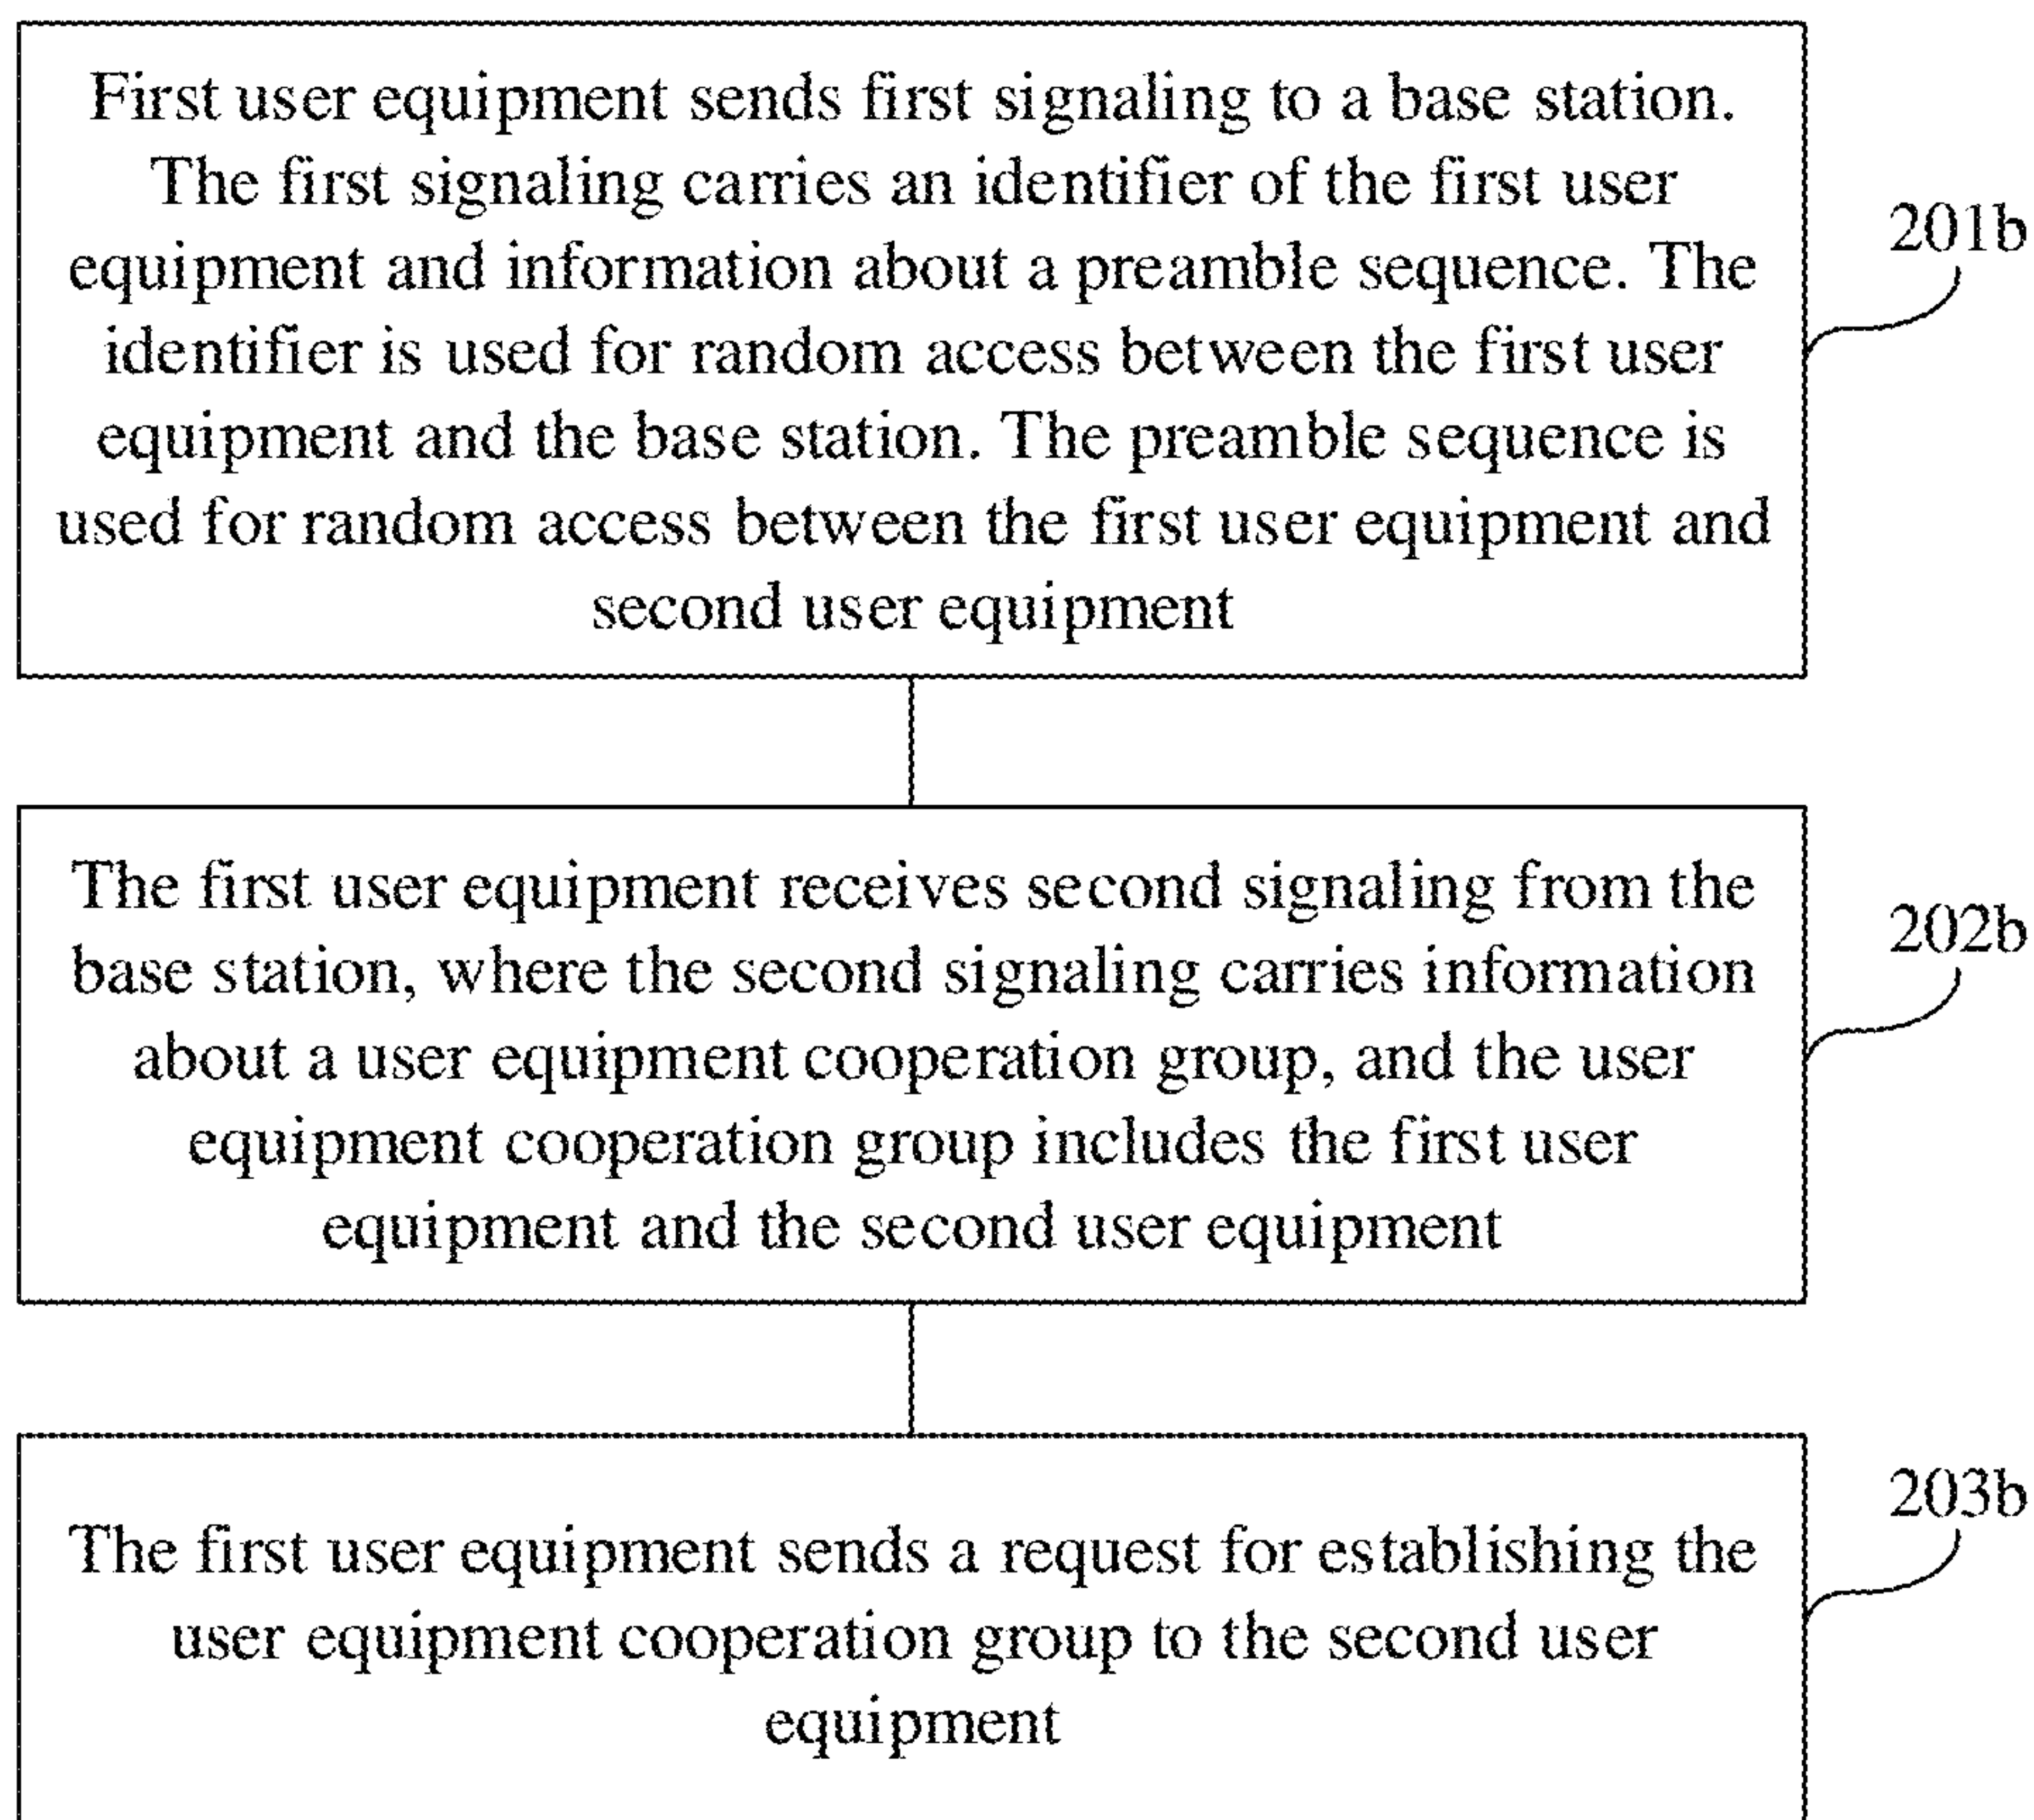 First user equipment sends first signaling to a base station.
The first signaling carries an identifier of the first user
equipment and information about a preamble sequence. The
identifier is used for random access between the first user
equipment and the base station. The preamble sequence is
used for random access between the first user equipment and
second user equipment
201b
The first user equipment receives second signaling from the
base station, where the second signaling carries information
about a user equipment cooperation group, and the user
equipment cooperation group includes the first user
equipment and the second user equipment
202b
The first user equipment sends a request for establishing the
user equipment cooperation group to the second user
equipment
203b